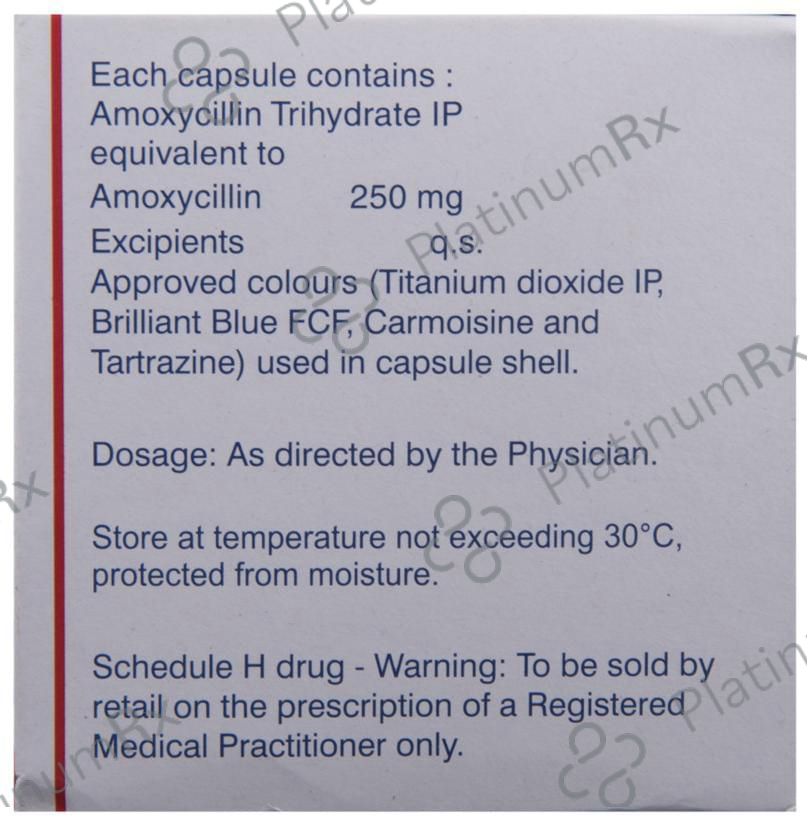 Each capsule contains :
Amoxycillin Trihydrate IP
equivalent to
Amoxycillin 250 mg
Excipients q.s.
Approved colours (Titanium dioxide IP,
Brilliant Blue FCF, Carmoisine and
Tartrazine) used in capsule shell.
Dosage: As directed by the Physician.
Store at temperature not exceeding 30°C,
protected from moisture.
Schedule H drug - Warning: To be sold by
retail on the prescription of a Registered
Medical Practitioner only.
PlatinumRx
PlatinumRx